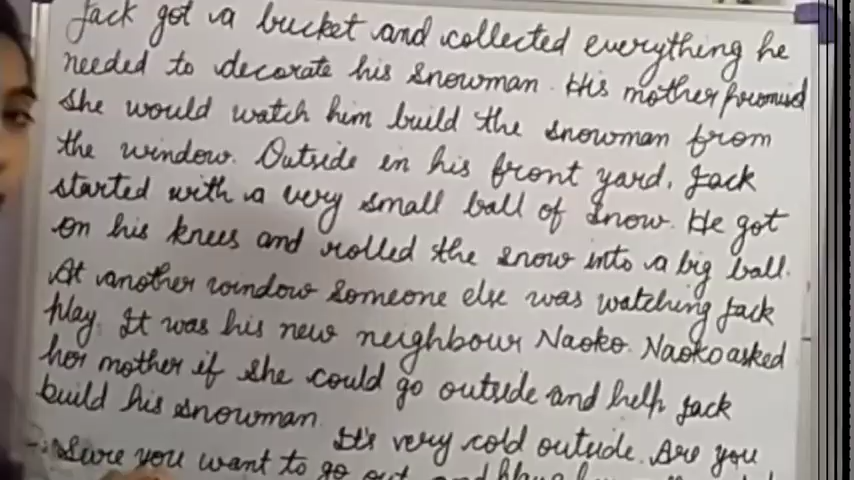 Jack got a bucket and collected everything he
needed to decorate his snowman. His mother promised
she would watch him build the snowman from
the window. Outside in his front yard, Jack
started with a very small ball of snow. He got
on his knees and rolled the snow into a big ball.
At another window someone else was watching Jack
play. It was his new neighbour Naoko. Naoko asked
her mother if she could go outside and help Jack
build his snowman.
It's very cold outside. Are you
sure you want to go out and